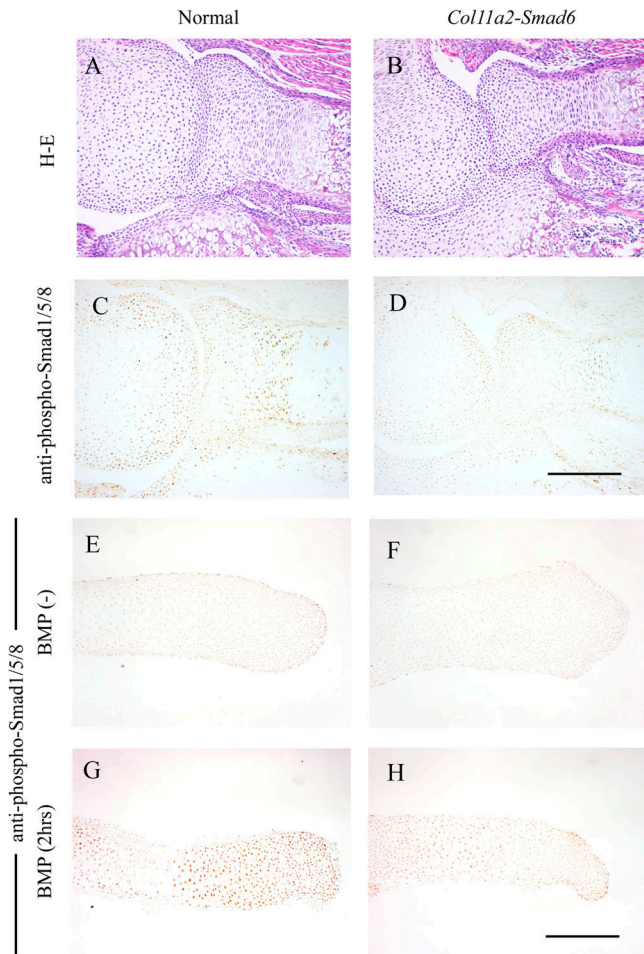 Normal
Col11a2-Smad6
H-E
A
B
anti-phospho-Smad1/5/8
C
D
anti-phospho-Smad1/5/8
BMP (-)
E
F
BMP (2hrs)
G
H